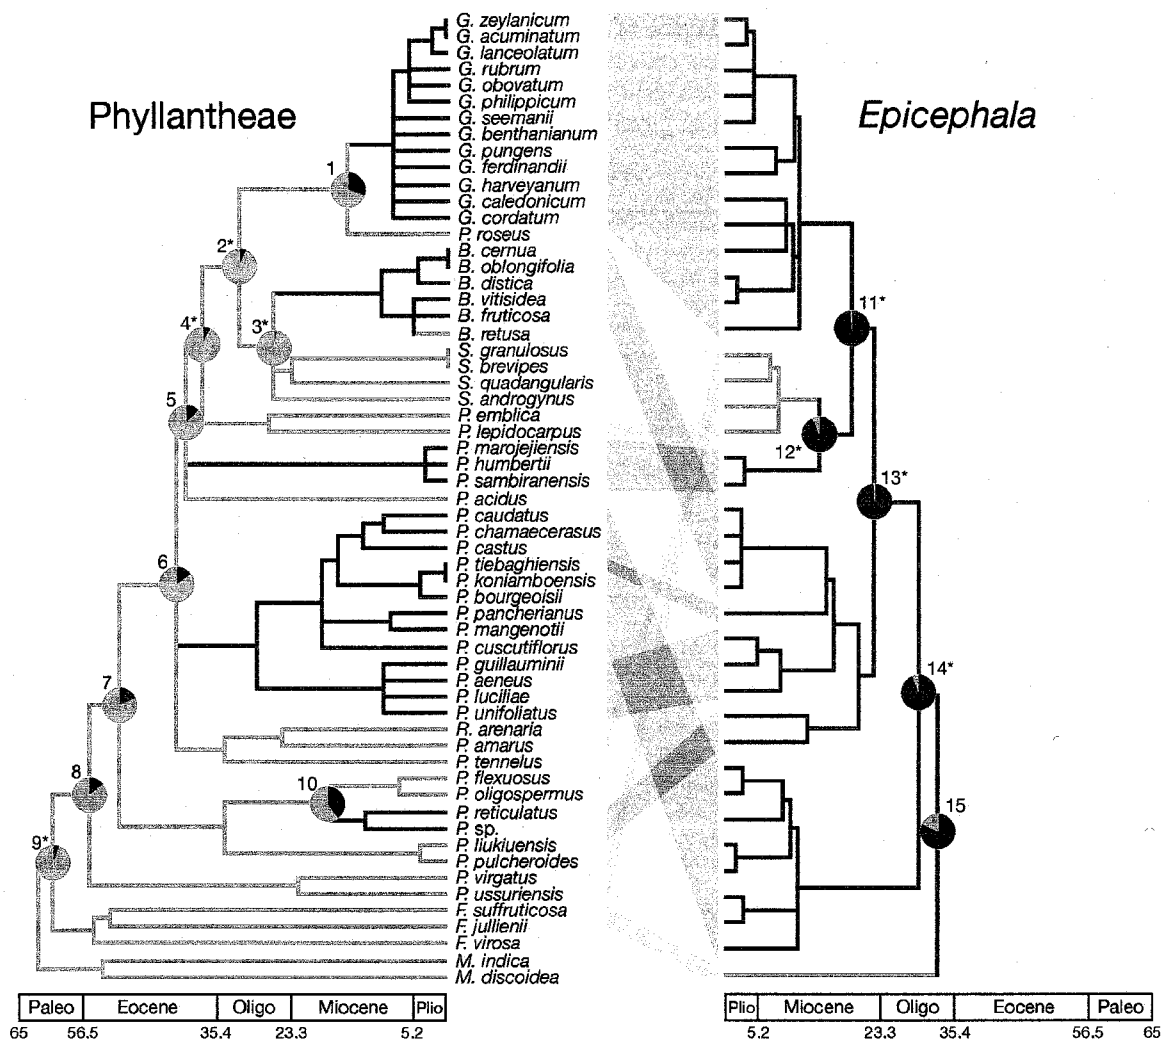 Phyllantheae
Epicephala
G. zeylanicum
G. acuminatum
G. lanceolatum
G. rubrum
G. obovatum
G. philippicum
G. seemanii
G. benthanianum
G. pungens
G. ferdinandii
G. harveyanum
G. caledonicum
G. cordatum
P. roseus
B. cernua
B. oblongifolia
B. distica
B. vitisidea
B. fruticosa
B. retusa
S. granulosus
S. brevipes
S. quadangularis
S. androgynus
P. emblica
P. lepidocarpus
P. marojejiensis
P. humbertii
P. sambiranensis
P. acidus
P. caudatus
P. chamaecerasus
P. castus
P. tiebaghiensis
P. koniamboensis
P. bourgeoisii
P. pancherianus
P. mangenotii
P. cuscutiflorus
P. guillauminii
P. aeneus
P. luciliae
P. unifoliatus
R. arenaria
P. amarus
P. tennelus
P. flexuosus
P. oligospermus
P. reticulatus
P. sp.
P. liukiuensis
P. pulcheroides
P. virgatus
P. ussuriensis
F. suffruticosa
F. jullienii
F. virosa
M. indica
M. discoidea
1
2*
3*
4*
5
6
7
8
9*
10
11*
12*
13*
14*
15
Paleo Eocene Oligo Miocene Plio
65 56.5 35.4 23.3 5.2
Plio Miocene Oligo Eocene Paleo
5.2 23.3 35.4 56.5 65